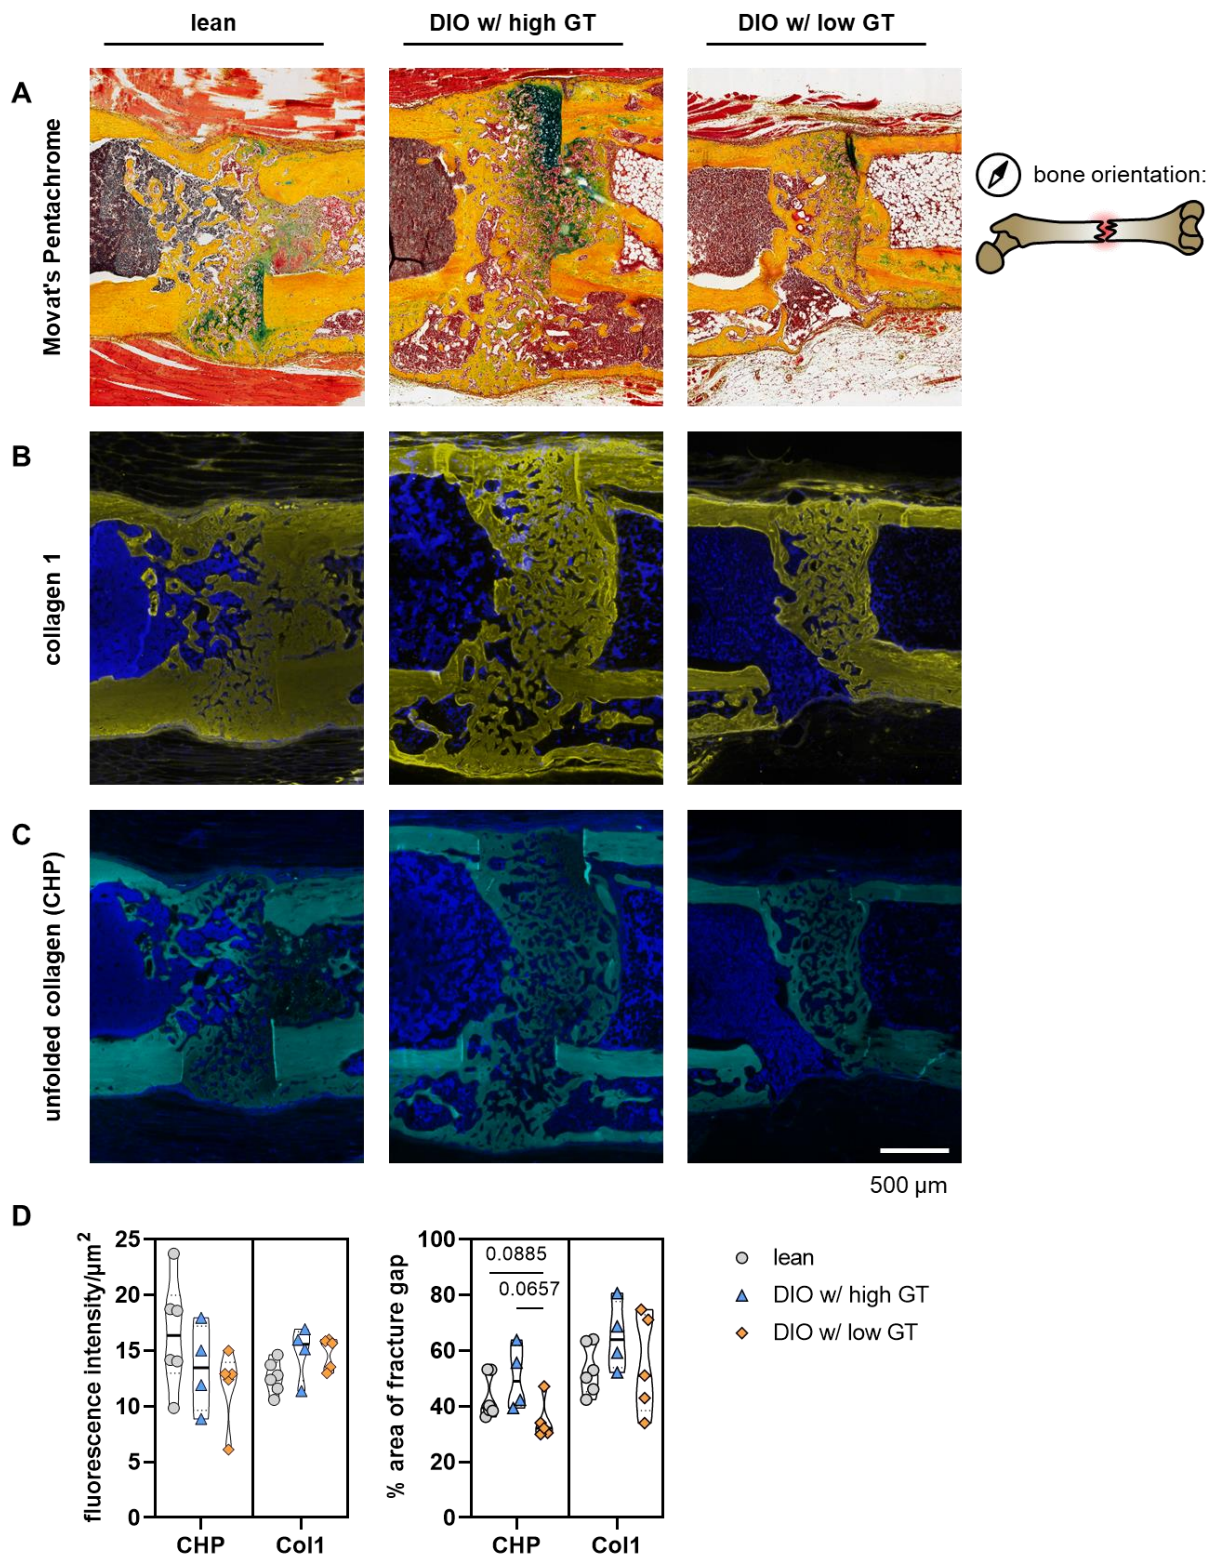 lean
DIO w/ high GT
DIO w/ low GT
A
Movat's Pentachrome
bone orientation:
B
collagen 1
C
unfolded collagen (CHP)
500 µm
D
fluorescence intensity/µm²
25
20
15
10
5
0
CHP
Col1
% area of fracture gap
100
80
60
40
20
0
0.0885
0.0657
CHP
Col1
lean
DIO w/ high GT
DIO w/ low GT